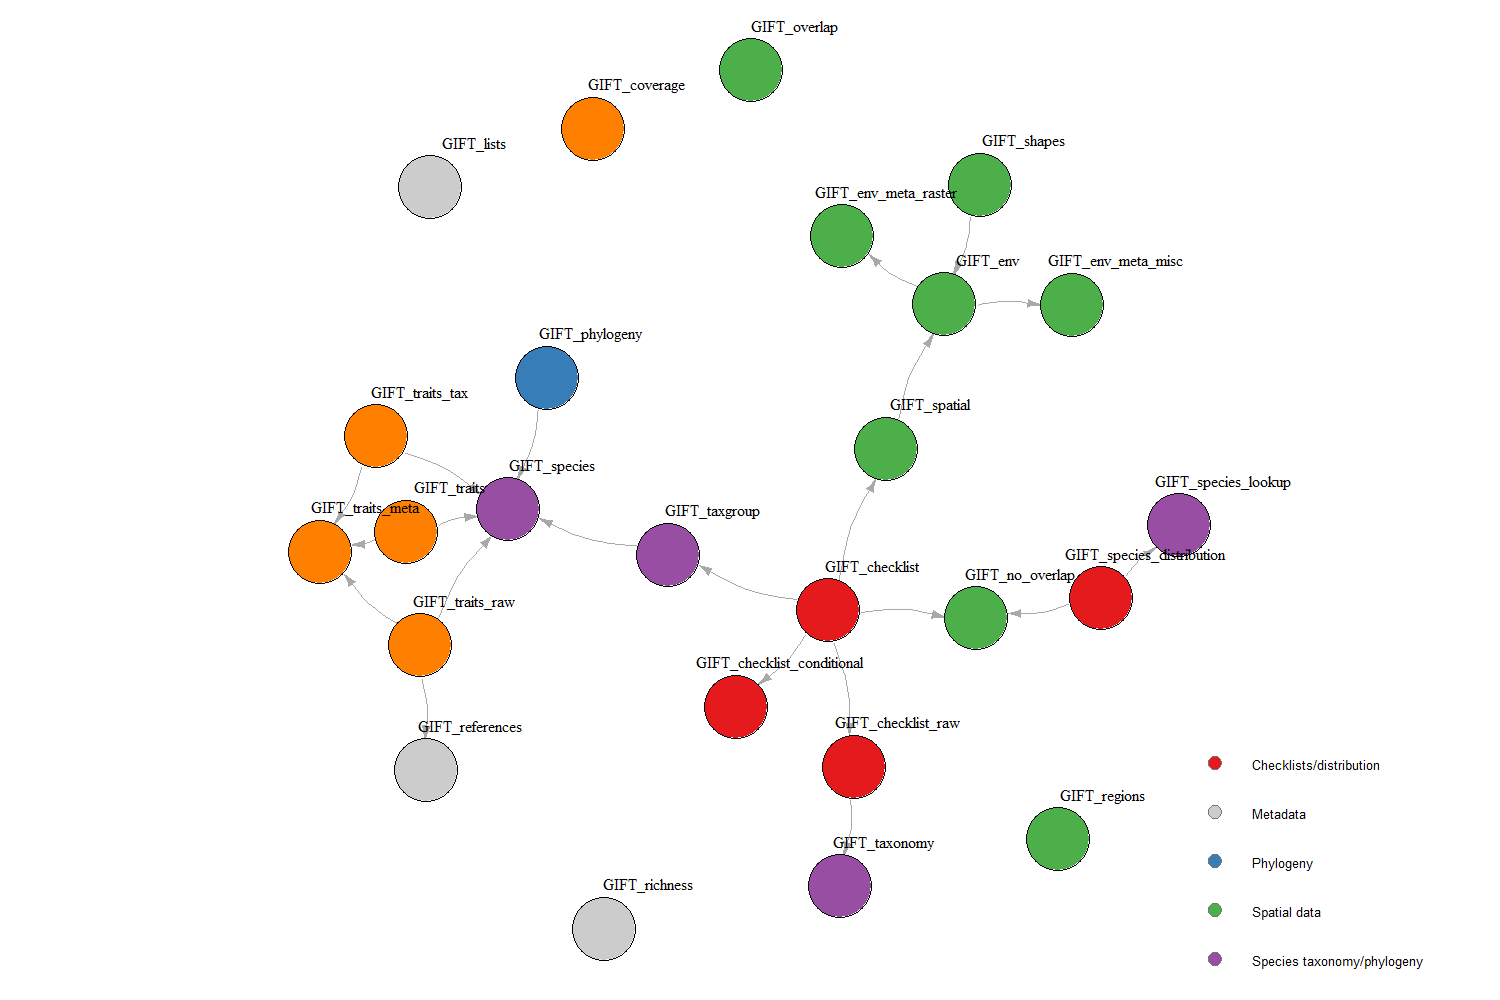 GIFT_overlap
GIFT_coverage
GIFT_lists
GIFT_shapes
GIFT_env_meta_raster
GIFT_env
GIFT_env_meta_misc
GIFT_phylogeny
GIFT_traits_tax
GIFT_spatial
GIFT_species
GIFT_traits
GIFT_species_lookup
GIFT_traits_meta
GIFT_taxgroup
GIFT_species_distribution
GIFT_checklist
GIFT_no_overlap
GIFT_traits_raw
GIFT_checklist_conditional
GIFT_checklist_raw
GIFT_references
GIFT_regions
GIFT_taxonomy
GIFT_richness
Checklists/distribution
Metadata
Phylogeny
Spatial data
Species taxonomy/phylogeny